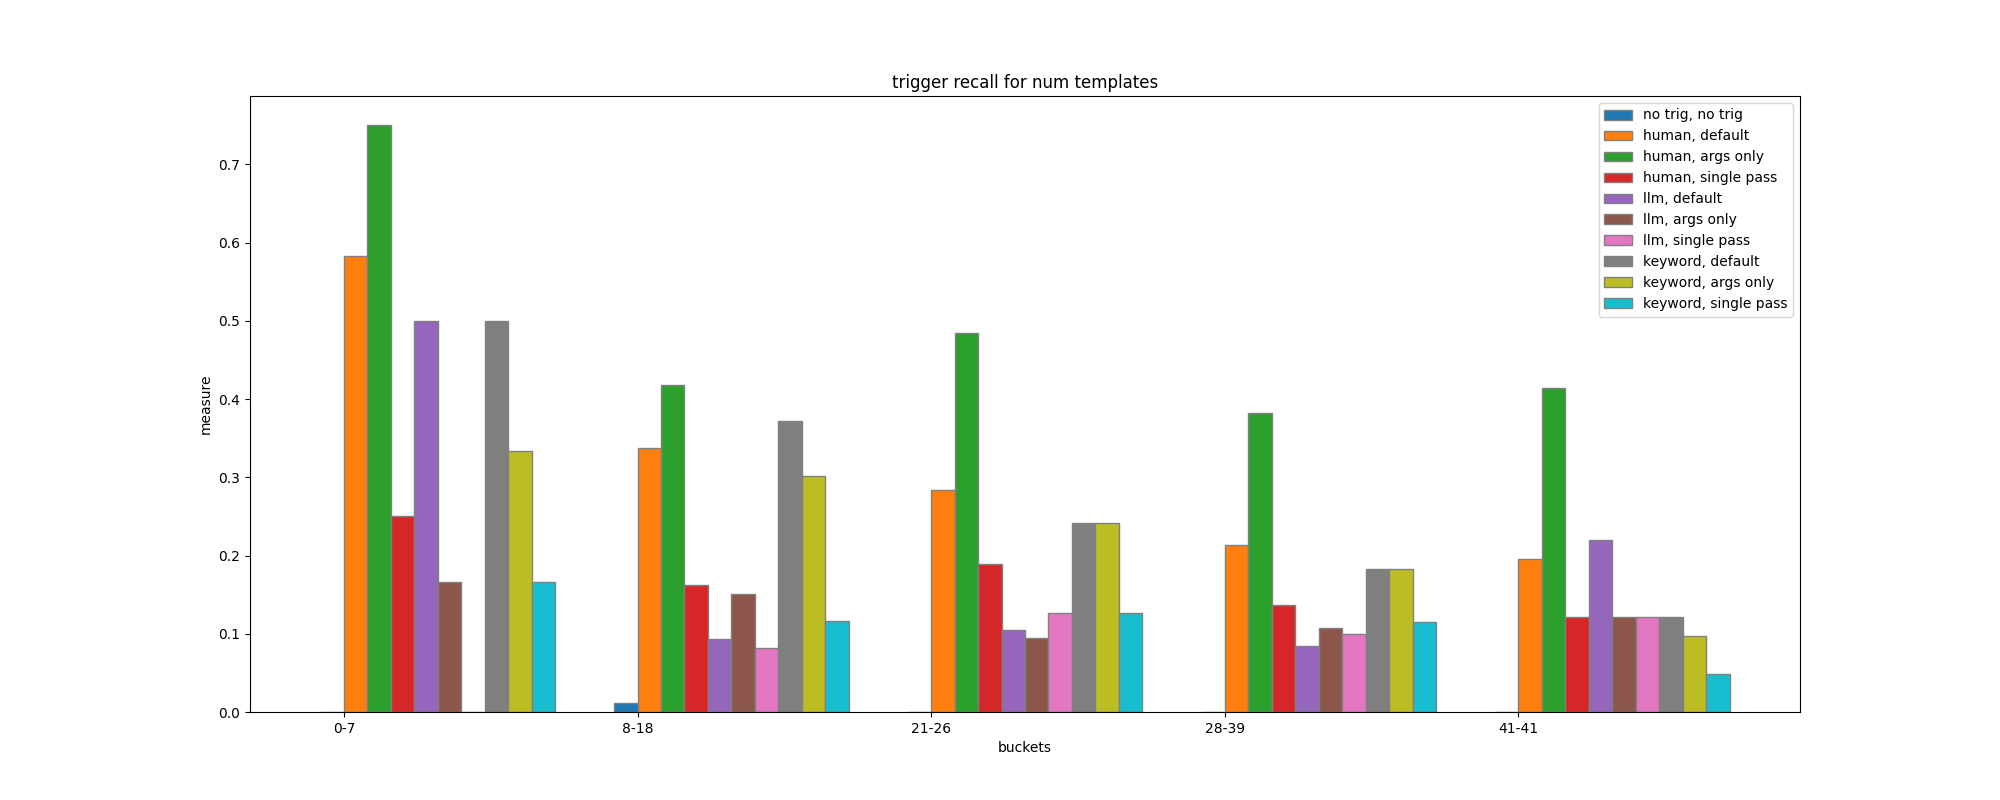 trigger recall for num templates
no trig, no trig
human, default
human, args only
human, single pass
llm, default
llm, args only
llm, single pass
keyword, default
keyword, args only
keyword, single pass
measure
0.7
0.6
0.5
0.4
0.3
0.2
0.1
0.0
0-7
8-18
21-26
28-39
41-41
buckets